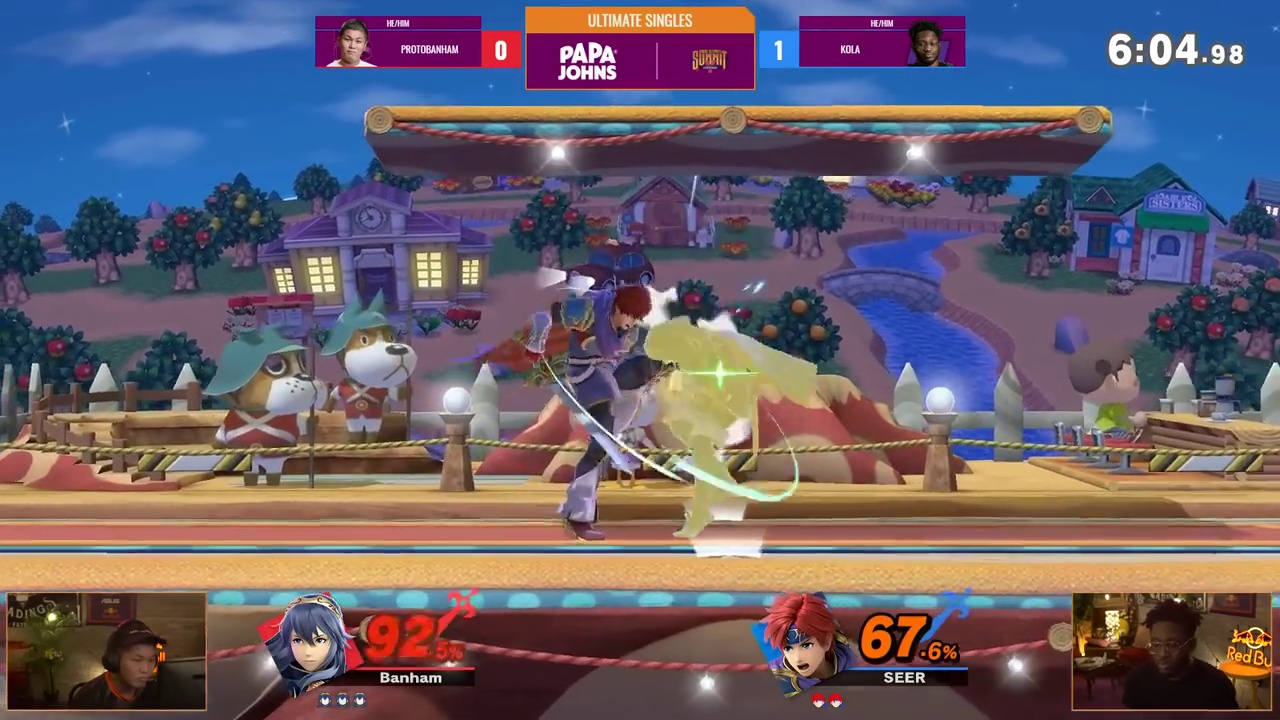 HE/HIM
PROTOBANHAM
0
ULTIMATE SINGLES
PAPA
JOHNS
SUMMIT
1
HE/HIM
KOLA
6:04.98
SISTERS
92.5%
Banham
67.6%
SEER
Red Bu